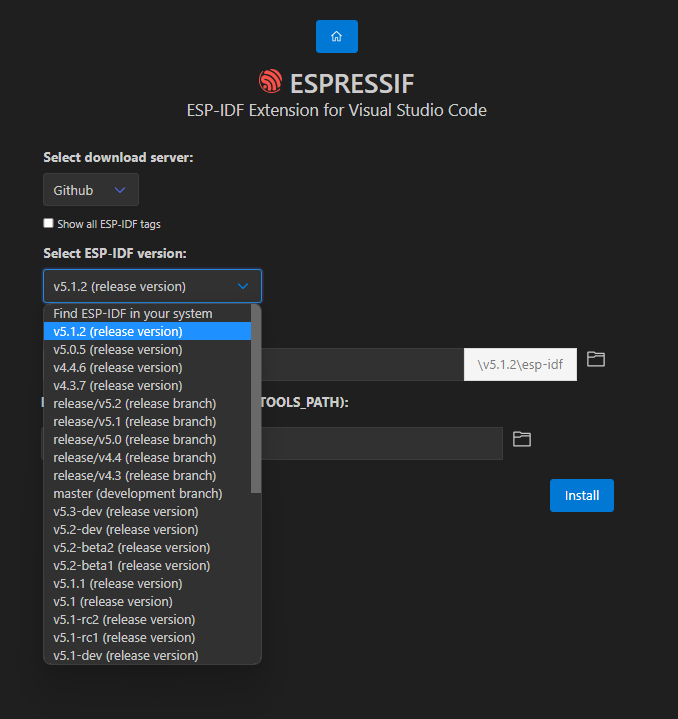 ESPRESSIF
ESP-IDF Extension for Visual Studio Code
Select download server:
Github
Show all ESP-IDF tags
Select ESP-IDF version:
v5.1.2 (release version)
Find ESP-IDF in your system
v5.1.2 (release version)
v5.0.5 (release version)
v4.4.6 (release version)
\v5.1.2\esp-idf
v4.3.7 (release version)
release/v5.2 (release branch)
TOOLS_PATH):
release/v5.1 (release branch)
release/v5.0 (release branch)
release/v4.4 (release branch)
release/v4.3 (release branch)
master (development branch)
Install
v5.3-dev (release version)
v5.2-dev (release version)
v5.2-beta2 (release version)
v5.2-beta1 (release version)
v5.1.1 (release version)
v5.1 (release version)
v5.1-rc2 (release version)
v5.1-rc1 (release version)
v5.1-dev (release version)